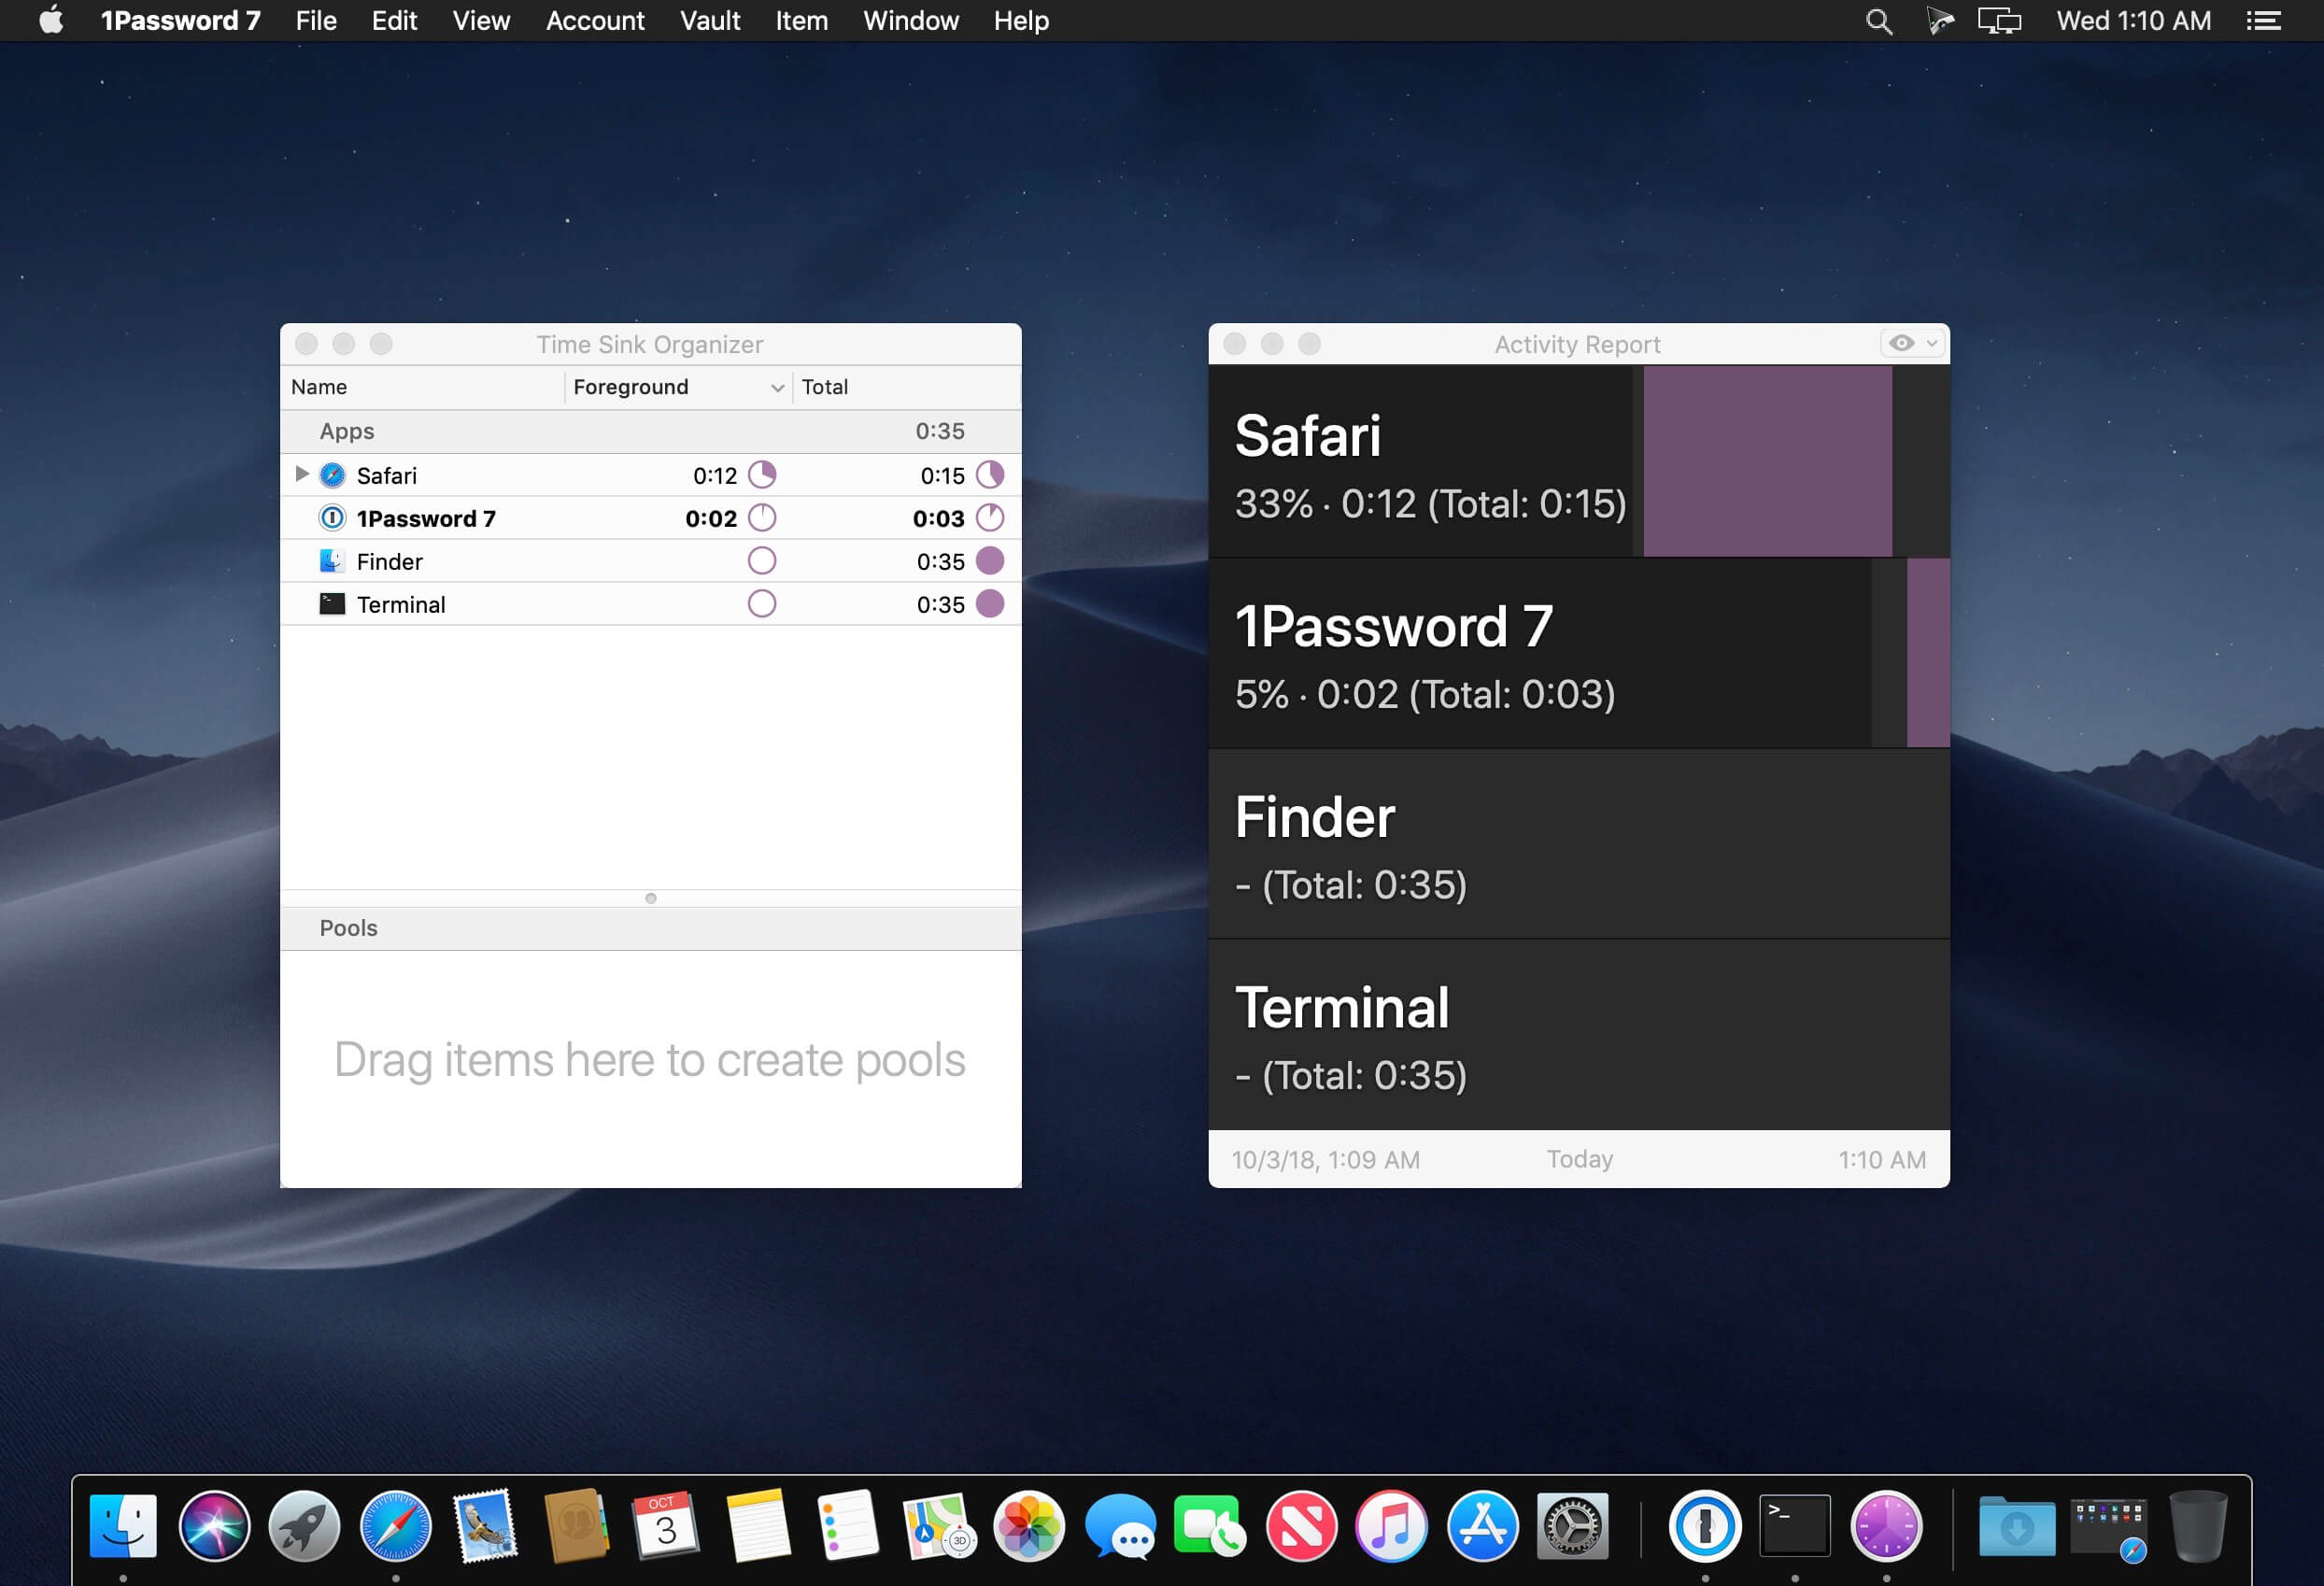 1Password 7 File Edit View Account Vault Item Window Help Wed 1:10 AM
Time Sink Organizer
Name Foreground Total
Apps 0:35
Safari 0:12 0:15
1Password 7 0:02 0:03
Finder 0:35
Terminal 0:35
Pools
Drag items here to create pools
Activity Report
Safari
33% · 0:12 (Total: 0:15)
1Password 7
5% · 0:02 (Total: 0:03)
Finder
- (Total: 0:35)
Terminal
- (Total: 0:35)
10/3/18, 1:09 AM Today 1:10 AM
OCT
3
3D
>_